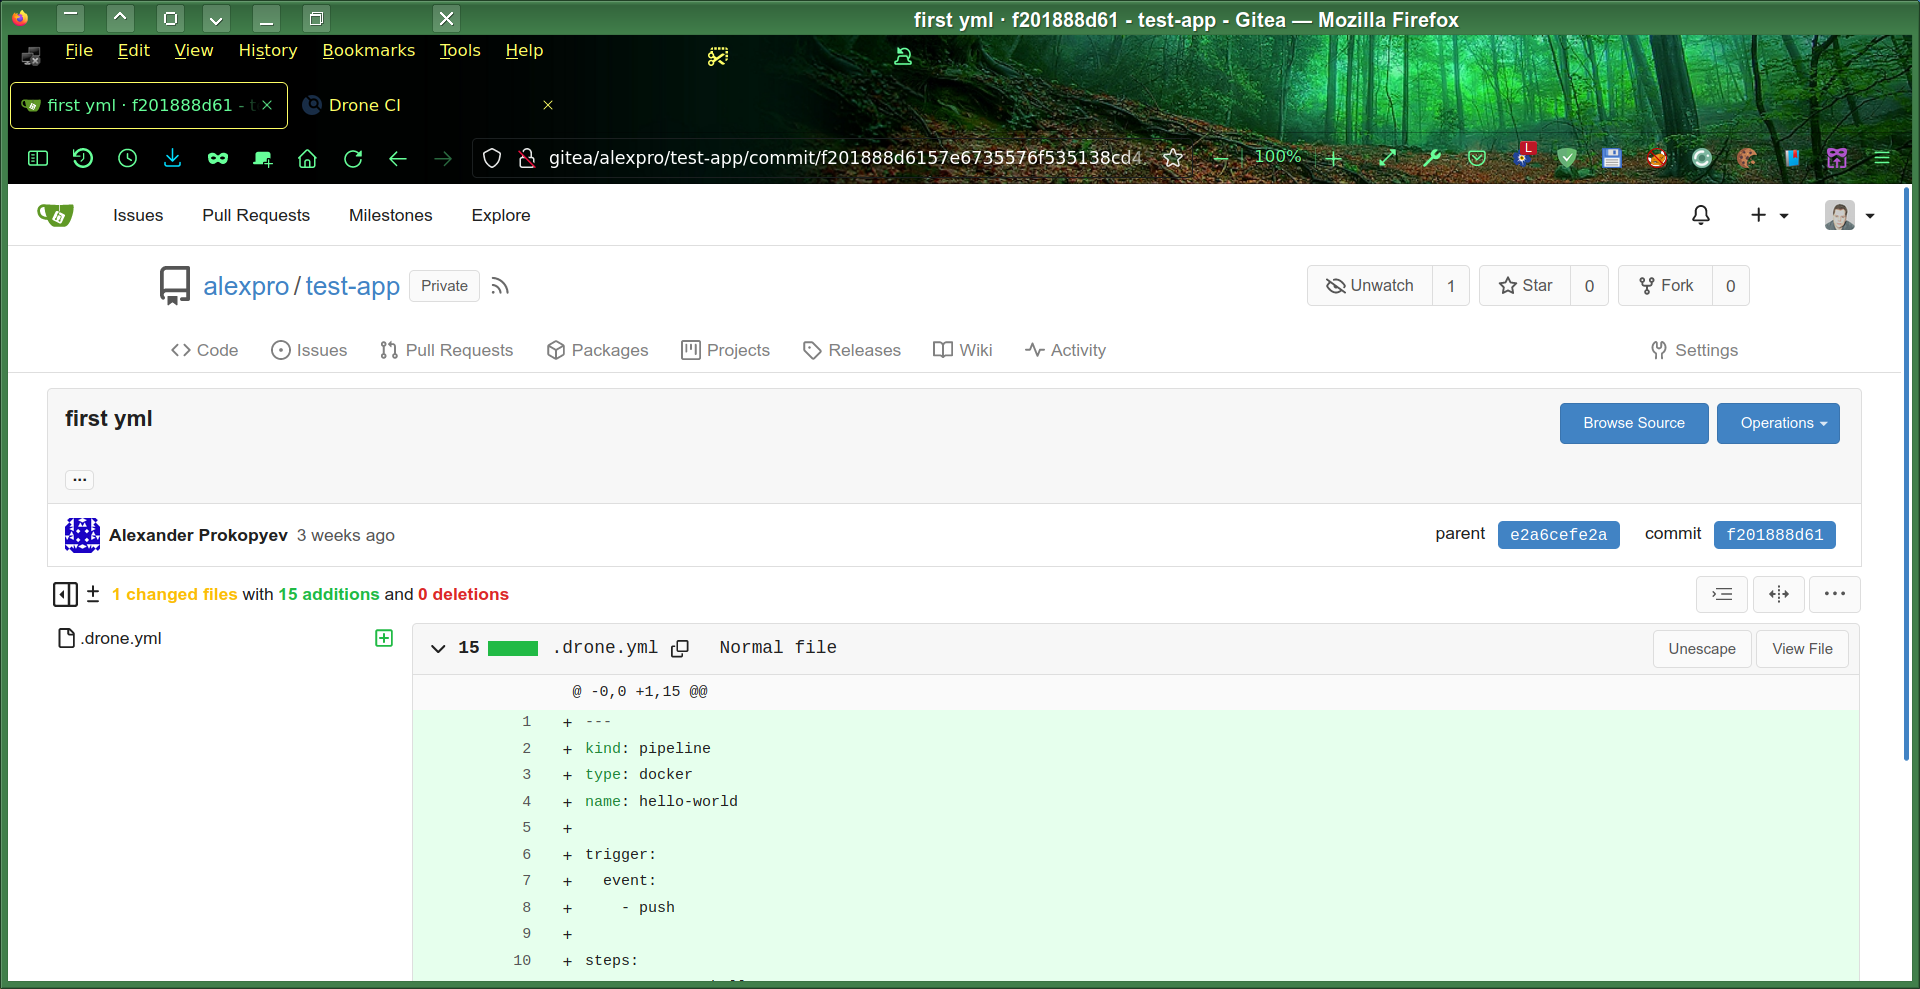 first yml · f201888d61 - test-app - Gitea — Mozilla Firefox
File Edit View History Bookmarks Tools Help
first yml · f201888d61 - t
Drone CI
gitea/alexpro/test-app/commit/f201888d6157e6735576f535138cd4
100%
L
Issues Pull Requests Milestones Explore
alexpro/test-app Private
Unwatch 1 Star 0 Fork 0
Code Issues Pull Requests Packages Projects Releases Wiki Activity Settings
first yml
Browse Source Operations
...
Alexander Prokopyev 3 weeks ago
parent e2a6cefe2a commit f201888d61
1 changed files with 15 additions and 0 deletions
.drone.yml
15 .drone.yml Normal file
Unescape View File
@ -0,0 +1,15 @@
1 + ---
2 + kind: pipeline
3 + type: docker
4 + name: hello-world
5 +
6 + trigger:
7 + event:
8 + - push
9 +
10 + steps: